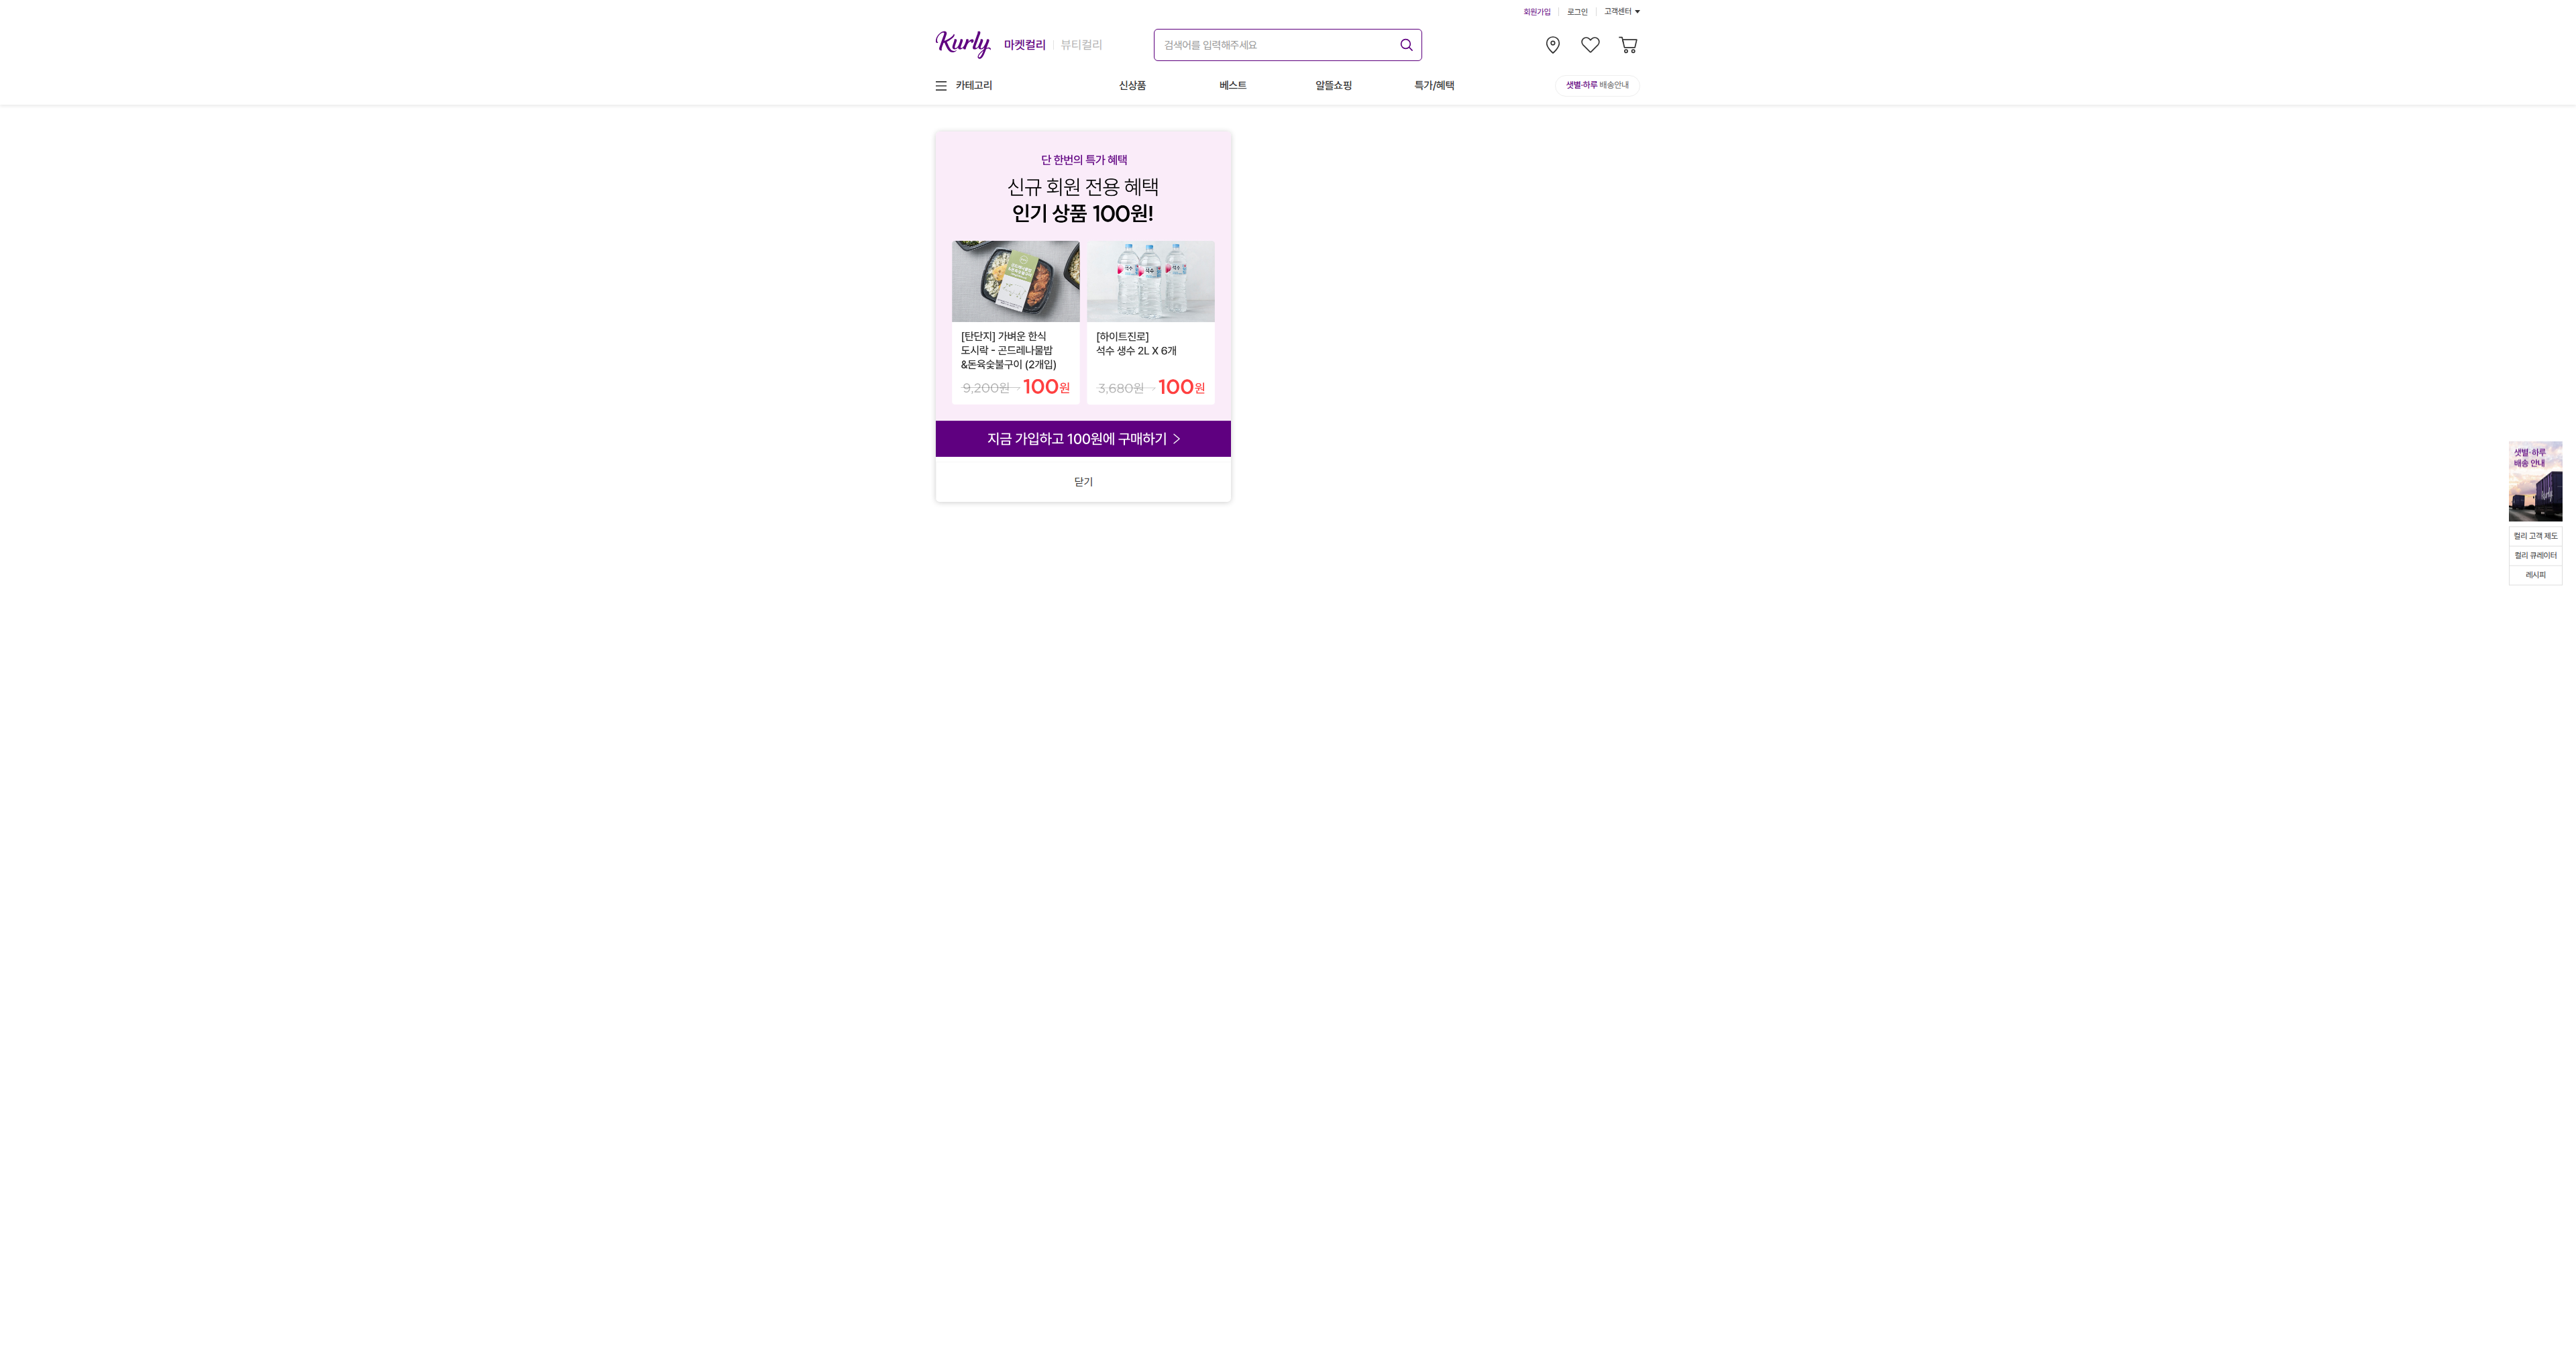 회원가입 로그인 고객센터
Kurly 마켓컬리 뷰티컬리 검색어를 입력해주세요
카테고리 신상품 베스트 알뜰쇼핑 특가/혜택 샛별·하루 배송안내
단 한번의 특가 혜택
신규 회원 전용 혜택
인기 상품 100원!
석수 석수 석수
[탄단지] 가벼운 한식
도시락 - 곤드레나물밥
&돈육숯불구이 (2개입)
9,200원 → 100원
[하이트진로]
석수 생수 2L X 6개
3,680원 → 100원
지금 가입하고 100원에 구매하기 >
닫기
샛별·하루
배송 안내
Kurly
컬리 고객 제도
컬리 큐레이터
레시피